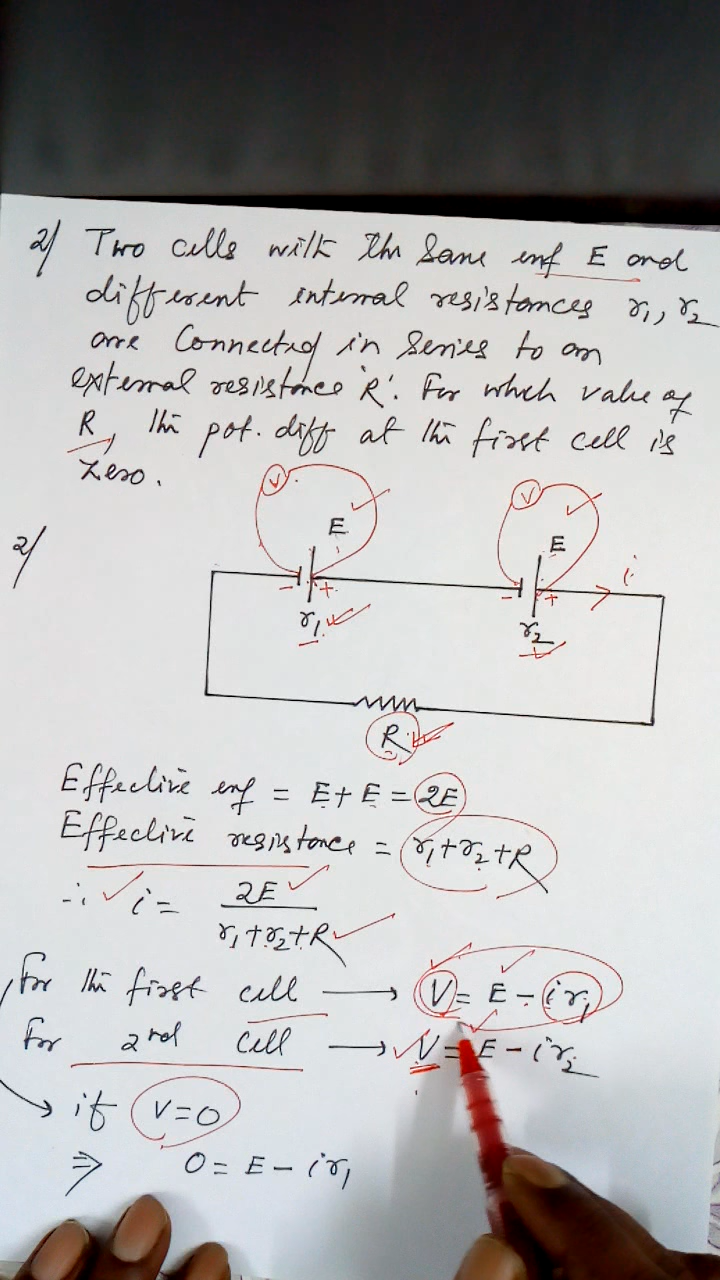 2/ Two cells with the same emf E and
different internal resistances r₁, r₂
are connected in series to an
external resistance 'R'. For which value of
R, the pot. diff at the first cell is
zero.
2/
V
V
E
E
i
- +
- +
r₁
r₂
R
Effective emf = E + E = 2E
Effective resistance = r₁ + r₂ + R
∴ i = 2E
r₁ + r₂ + R
For the first cell → V = E - ir₁
For 2nd cell → V = E - ir₂
→ if V = 0
⇒ 0 = E - ir₁